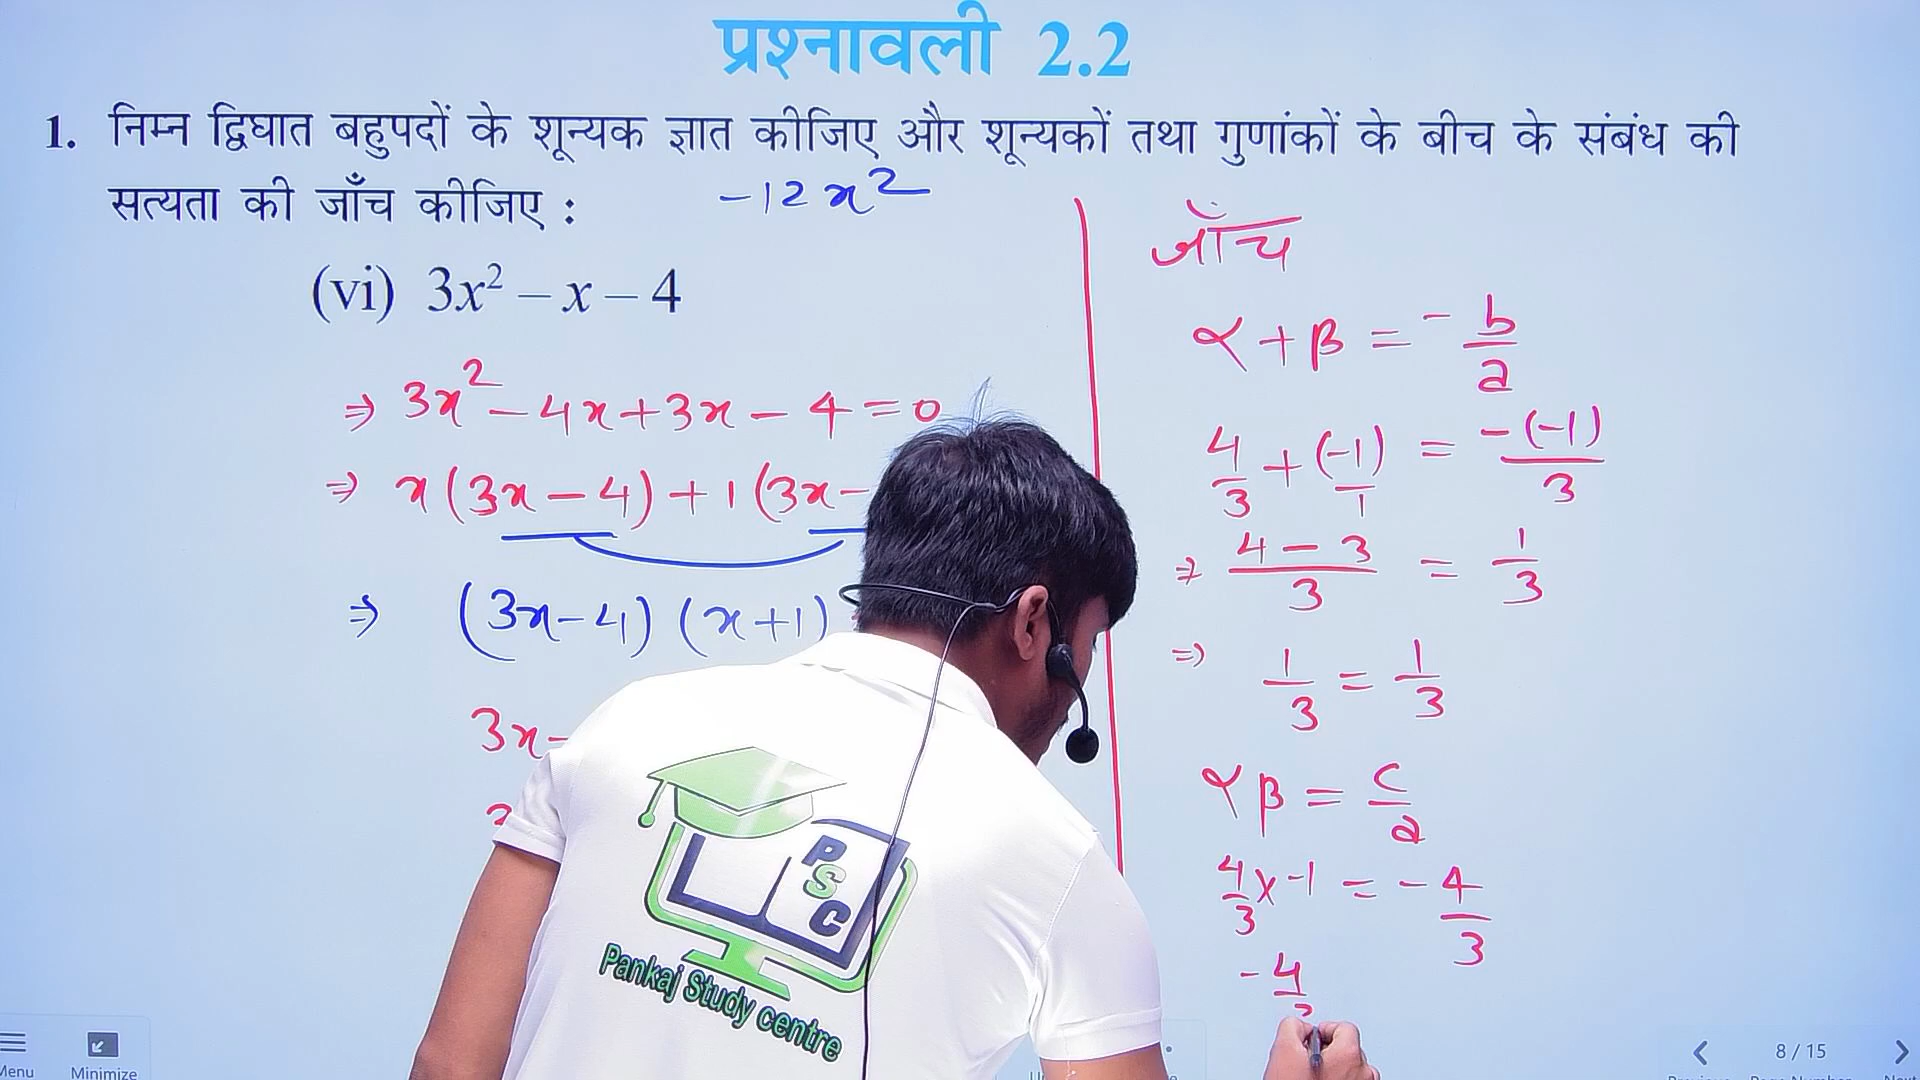 प्रश्नावली 2.2
1. निम्न द्विघात बहुपदों के शून्यक ज्ञात कीजिए और शून्यकों तथा गुणांकों के बीच के संबंध की
सत्यता की जाँच कीजिए :
-12x²
(vi) 3x² – x – 4
⇒ 3x² - 4x + 3x - 4 = 0
⇒ x(3x - 4) + 1(3x -
⇒ (3x - 4) (x + 1)
3x -
जाँच
α + β = - b/a
4/3 + (-1)/1 = -(-1)/3
⇒ 4 - 3/3 = 1/3
⇒ 1/3 = 1/3
αβ = c/a
4/3 x -1 = - 4/3
- 4/3
PSC
Pankaj Study centre
Menu
Minimize
8 / 15